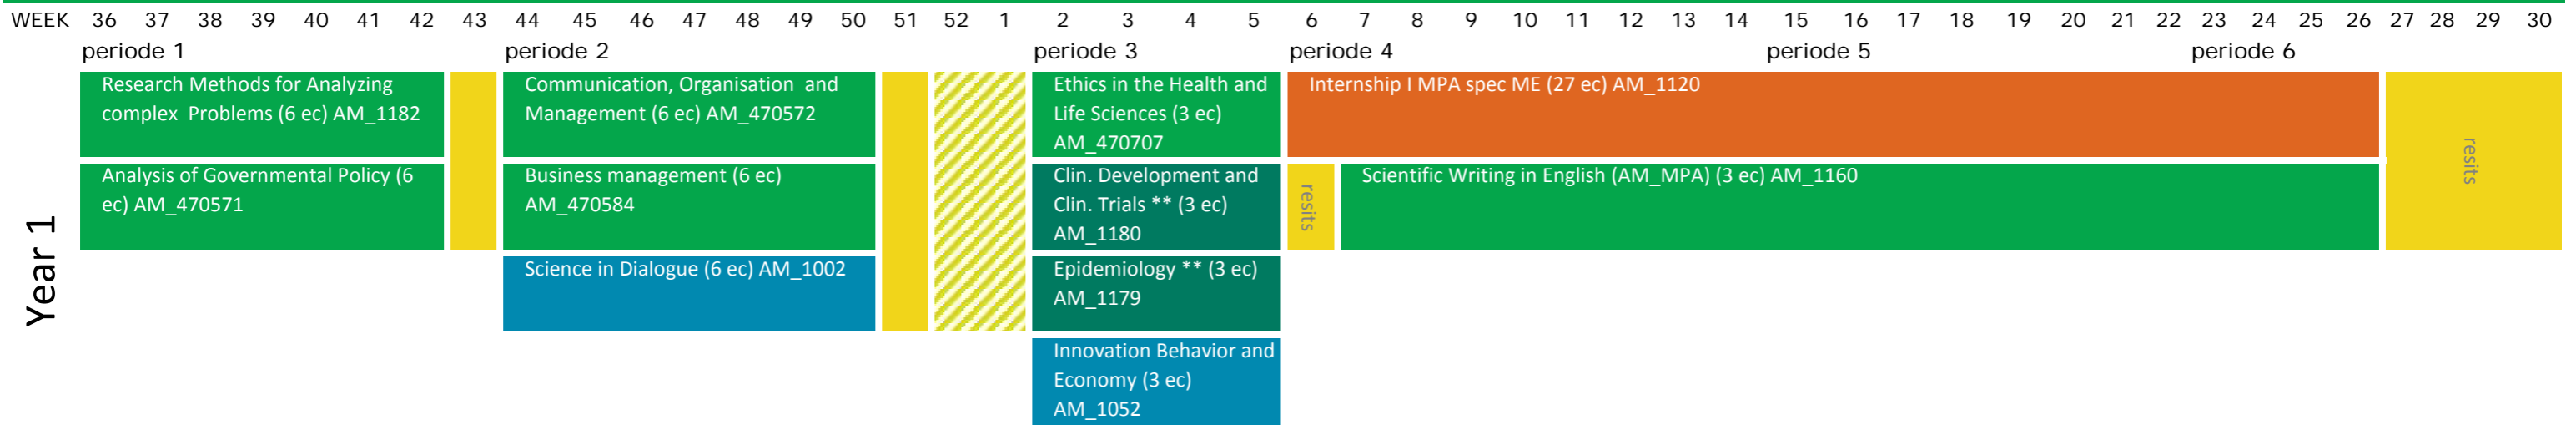 WEEK 36 37 38 39 40 41 42 43 44 45 46 47 48 49 50 51 52 1 2 3 4 5 6 7 8 9 10 11 12 13 14 15 16 17 18 19 20 21 22 23 24 25 26 27 28 29 30
periode 1 periode 2 periode 3 periode 4 periode 5 periode 6
Year 1
Research Methods for Analyzing
complex Problems (6 ec) AM_1182
Analysis of Governmental Policy (6
ec) AM_470571
Communication, Organisation and
Management (6 ec) AM_470572
Business management (6 ec)
AM_470584
Science in Dialogue (6 ec) AM_1002
Ethics in the Health and
Life Sciences (3 ec)
AM_470707
Clin. Development and
Clin. Trials ** (3 ec)
AM_1180
Epidemiology ** (3 ec)
AM_1179
Innovation Behavior and
Economy (3 ec)
AM_1052
Internship I MPA spec ME (27 ec) AM_1120
resits
Scientific Writing in English (AM_MPA) (3 ec) AM_1160
resits